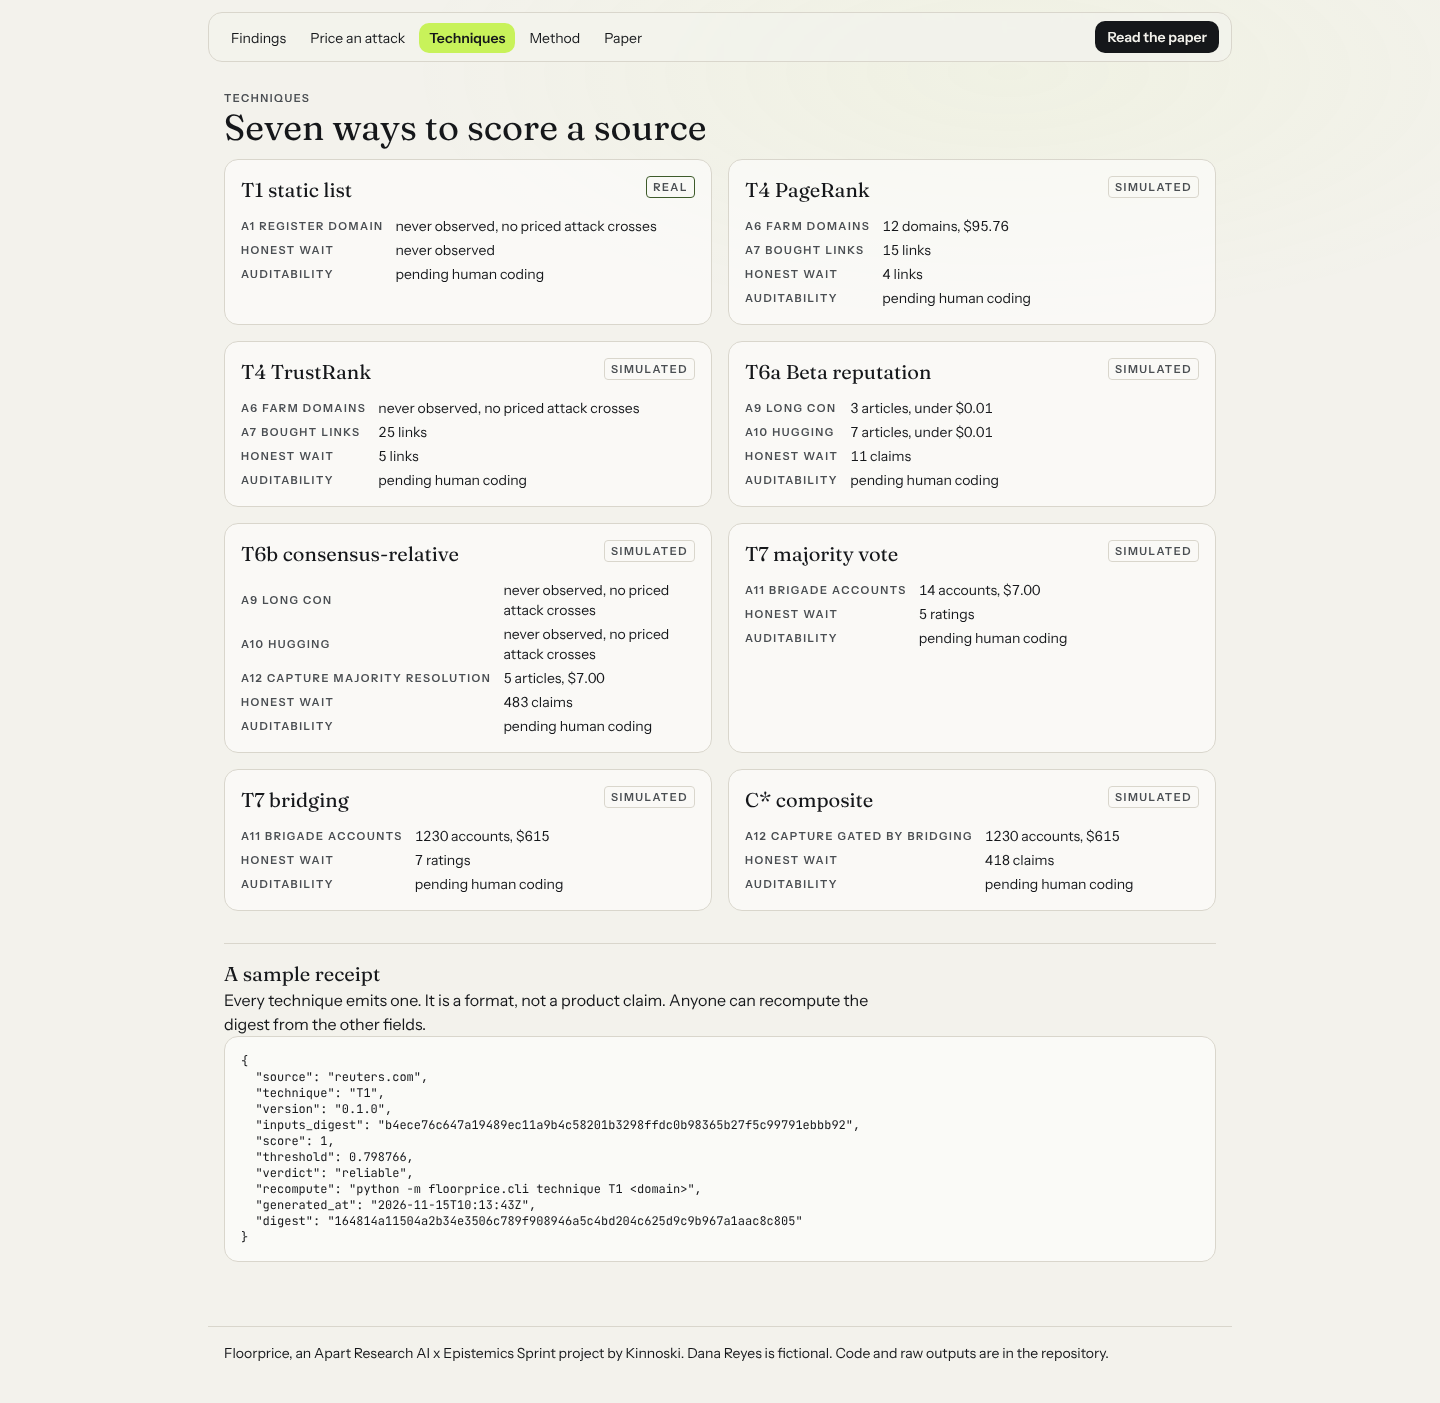 Findings Price an attack Techniques Method Paper Read the paper
TECHNIQUES
Seven ways to score a source
T1 static list REAL
A1 REGISTER DOMAIN never observed, no priced attack crosses
HONEST WAIT never observed
AUDITABILITY pending human coding
T4 PageRank SIMULATED
A6 FARM DOMAINS 12 domains, $95.76
A7 BOUGHT LINKS 15 links
HONEST WAIT 4 links
AUDITABILITY pending human coding
T4 TrustRank SIMULATED
A6 FARM DOMAINS never observed, no priced attack crosses
A7 BOUGHT LINKS 25 links
HONEST WAIT 5 links
AUDITABILITY pending human coding
T6a Beta reputation SIMULATED
A9 LONG CON 3 articles, under $0.01
A10 HUGGING 7 articles, under $0.01
HONEST WAIT 11 claims
AUDITABILITY pending human coding
T6b consensus-relative SIMULATED
A9 LONG CON never observed, no priced
attack crosses
A10 HUGGING never observed, no priced
attack crosses
A12 CAPTURE MAJORITY RESOLUTION 5 articles, $7.00
HONEST WAIT 483 claims
AUDITABILITY pending human coding
T7 majority vote SIMULATED
A11 BRIGADE ACCOUNTS 14 accounts, $7.00
HONEST WAIT 5 ratings
AUDITABILITY pending human coding
T7 bridging SIMULATED
A11 BRIGADE ACCOUNTS 1230 accounts, $615
HONEST WAIT 7 ratings
AUDITABILITY pending human coding
C* composite SIMULATED
A12 CAPTURE GATED BY BRIDGING 1230 accounts, $615
HONEST WAIT 418 claims
AUDITABILITY pending human coding
A sample receipt
Every technique emits one. It is a format, not a product claim. Anyone can recompute the
digest from the other fields.
{
"source": "reuters.com",
"technique": "T1",
"version": "0.1.0",
"inputs_digest": "b4ece76c647a19489ec11a9b4c58201b3298ffdc0b98365b27f5c99791ebbb92",
"score": 1,
"threshold": 0.798766,
"verdict": "reliable",
"recompute": "python -m floorprice.cli technique T1 <domain>",
"generated_at": "2026-11-15T10:13:43Z",
"digest": "164814a11504a2b34e3506c789f908946a5c4bd204c625d9c9b967a1aac8c805"
}
Floorprice, an Apart Research AI x Epistemics Sprint project by Kinnoski. Dana Reyes is fictional. Code and raw outputs are in the repository.